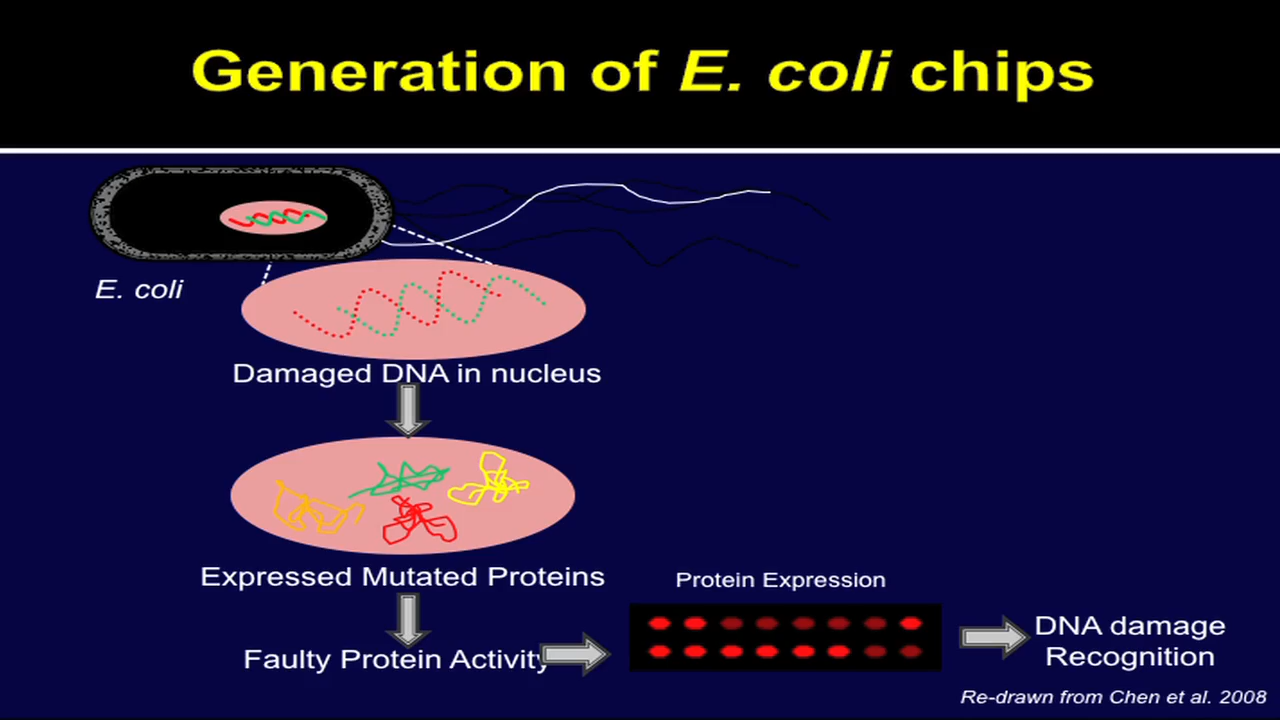 Generation of E. coli chips
E. coli
Damaged DNA in nucleus
Expressed Mutated Proteins
Protein Expression
Faulty Protein Activity
DNA damage
Recognition
Re-drawn from Chen et al. 2008